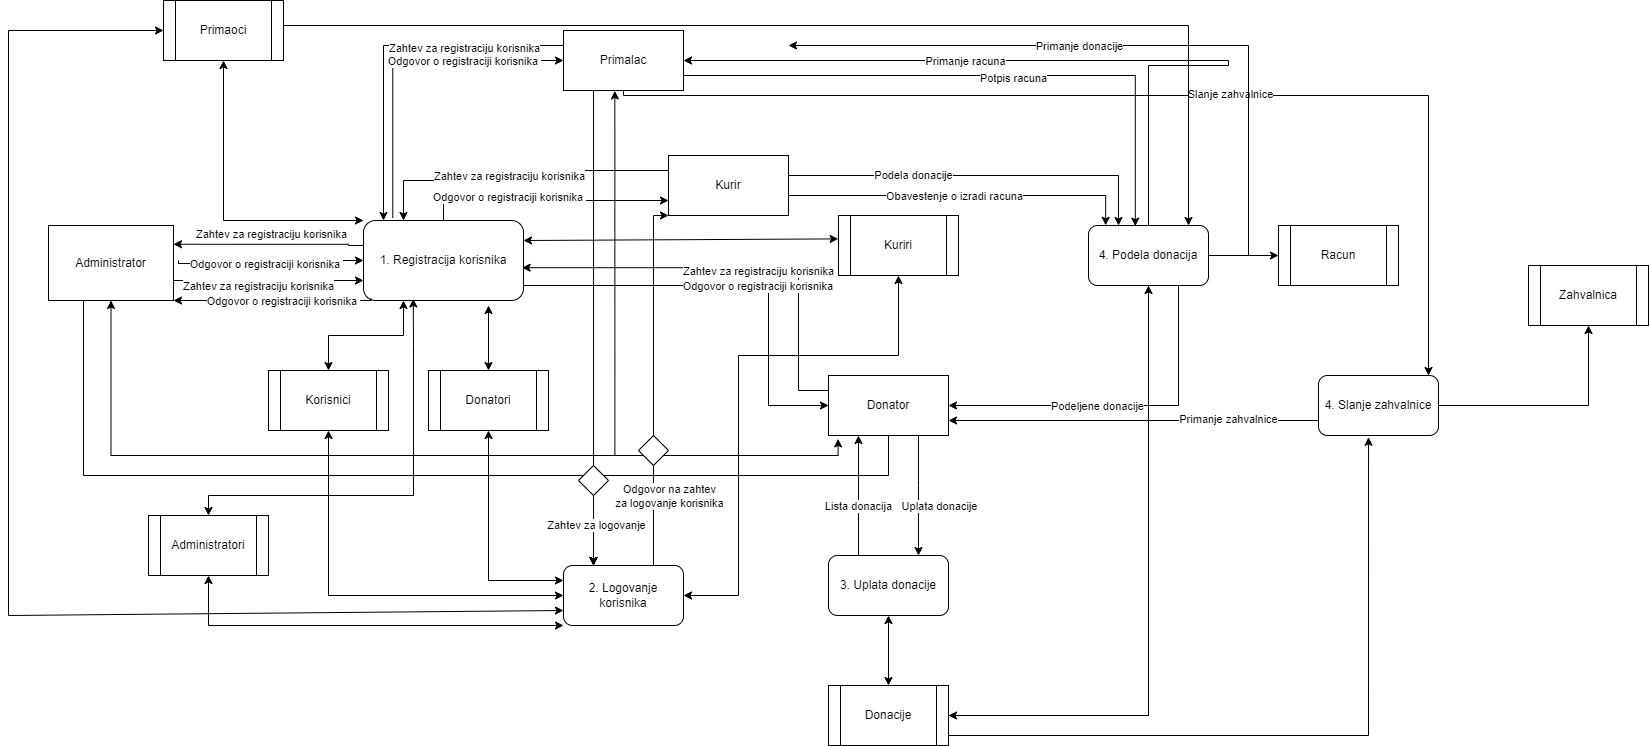 Primaoci
Zahtev za registraciju korisnika
Odgovor o registraciji korisnika
Primalac
Primanje donacije
Primanje racuna
Potpis racuna
Slanje zahvalnice
Zahtev za registraciju korisnika
Odgovor o registraciji korisnika
Kurir
Podela donacije
Obavestenje o izradi racuna
Administrator
Zahtev za registraciju korisnika
Odgovor o registraciji korisnika
Zahtev za registraciju korisnika
Odgovor o registraciji korisnika
1. Registracija korisnika
Kuriri
Zahtev za registraciju korisnika
Odgovor o registraciji korisnika
4. Podela donacija
Racun
Zahvalnica
Korisnici
Donatori
Donator
Podeljene donacije
Primanje zahvalnice
4. Slanje zahvalnice
Odgovor na zahtev
za logovanje korisnika
Zahtev za logovanje
Lista donacija
Uplata donacije
Administratori
2. Logovanje
korisnika
3. Uplata donacije
Donacije